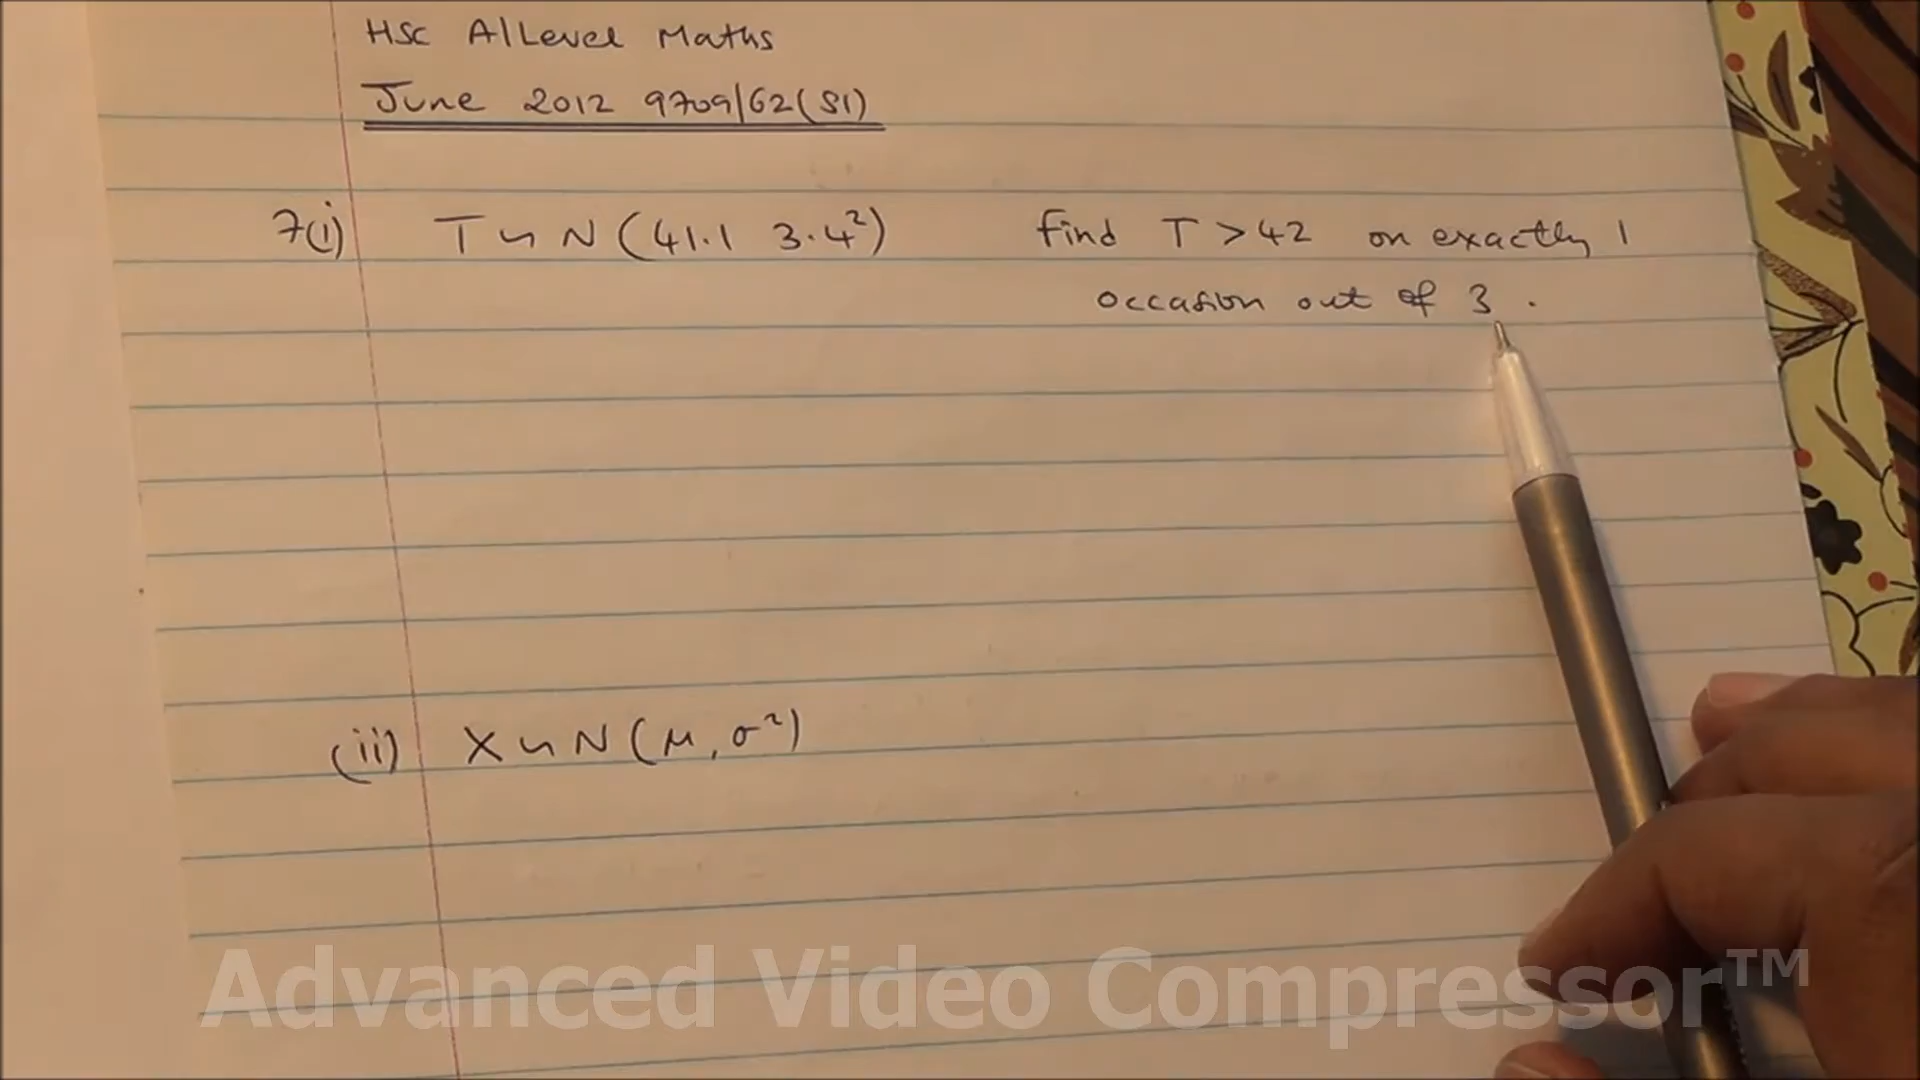 HSC A/Level Maths
June 2012 9709/62(S1)
7(i) T ~ N (41.1 3.4²) find T > 42 on exactly 1
occasion out of 3.
(ii) X ~ N (μ, σ²)
Advanced Video Compressor™